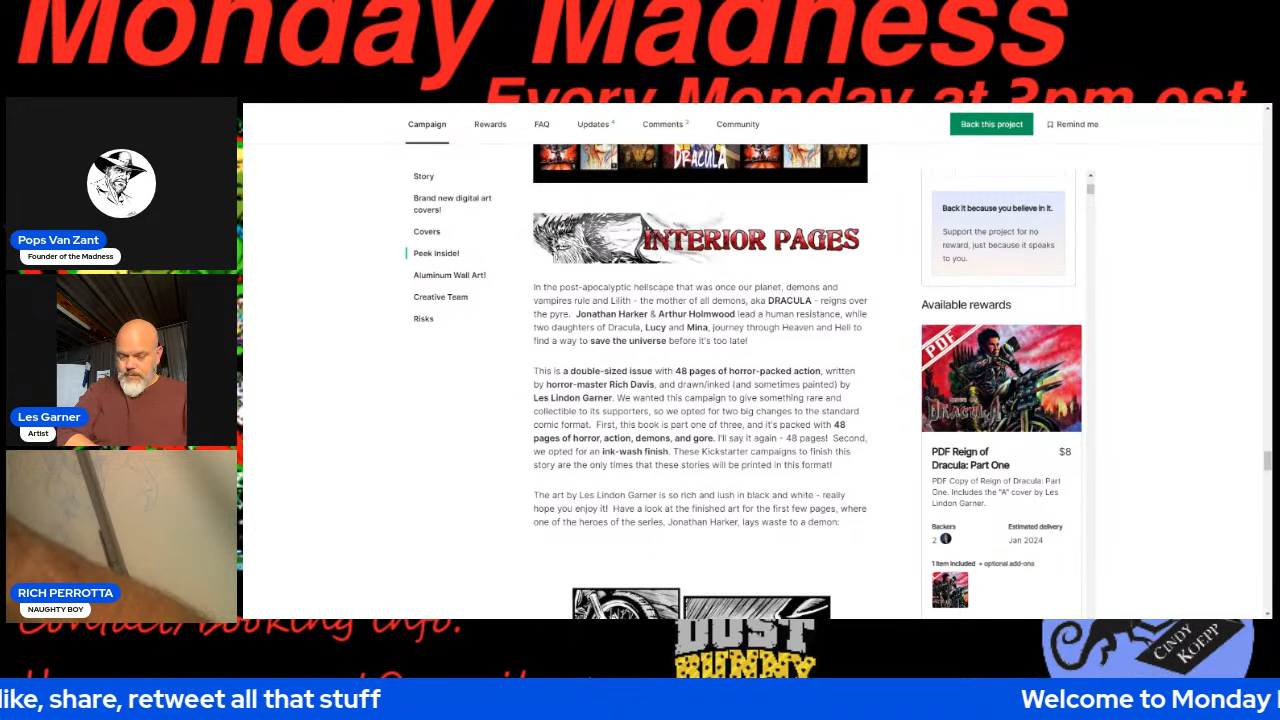 Monday Madness
Every Monday at 3pm est
Pops Van Zant
Founder of the Madness
Les Garner
Artist
RICH PERROTTA
NAUGHTY BOY
Campaign
Rewards
FAQ
Updates 4
Comments 2
Community
Back this project
Remind me
Story
Brand new digital art
covers!
Covers
Peek Inside!
Aluminum Wall Art!
Creative Team
Risks
DRACULA
INTERIOR PAGES
In the post-apocalyptic hellscape that was once our planet, demons and
vampires rule and Lilith - the mother of all demons, aka DRACULA - reigns over
the pyre. Jonathan Harker & Arthur Holmwood lead a human resistance, while
two daughters of Dracula, Lucy and Mina, journey through Heaven and Hell to
find a way to save the universe before it's too late!
This is a double-sized issue with 48 pages of horror-packed action, written
by horror-master Rich Davis, and drawn/inked (and sometimes painted) by
Les Lindon Garner. We wanted this campaign to give something rare and
collectible to its supporters, so we opted for two big changes to the standard
comic format. First, this book is part one of three, and it's packed with 48
pages of horror, action, demons, and gore. I'll say it again - 48 pages! Second,
we opted for an ink-wash finish. These Kickstarter campaigns to finish this
story are the only times that these stories will be printed in this format!
The art by Les Lindon Garner is so rich and lush in black and white - really
hope you enjoy it! Have a look at the finished art for the first few pages, where
one of the heroes of the series, Jonathan Harker, lays waste to a demon:
Back it because you believe in it.
Support the project for no
reward, just because it speaks
to you.
Available rewards
PDF
DRACULA
PDF Reign of
Dracula: Part One
$8
PDF Copy of Reign of Dracula: Part
One. Includes the "A" cover by Les
Lindon Garner.
Backers
2
Estimated delivery
Jan 2024
1 item included + optional add-ons
Contact/Booking Info:
DUST
BUNNY
CINDY
KOEPP
like, share, retweet all that stuff
Welcome to Monday